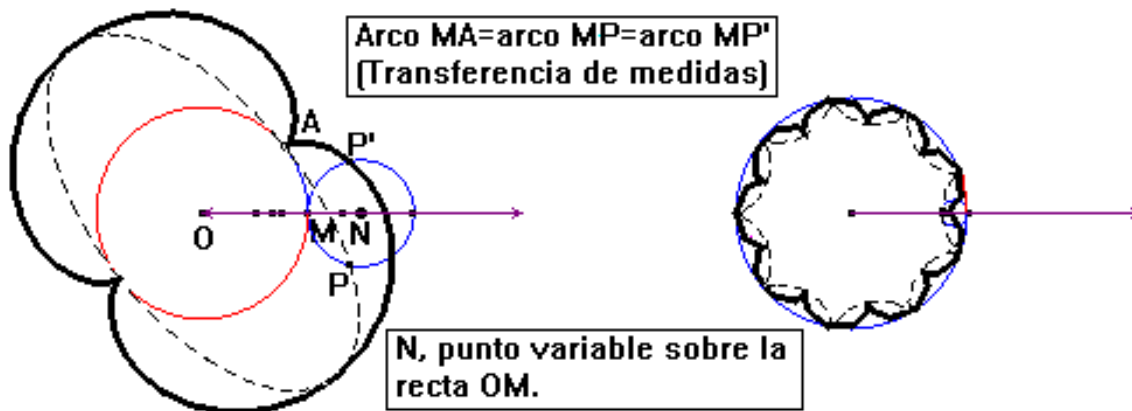 Arco MA=arco MP=arco MP'
(Transferencia de medidas)
A
P'
O
M
N
P
N, punto variable sobre la
recta OM.